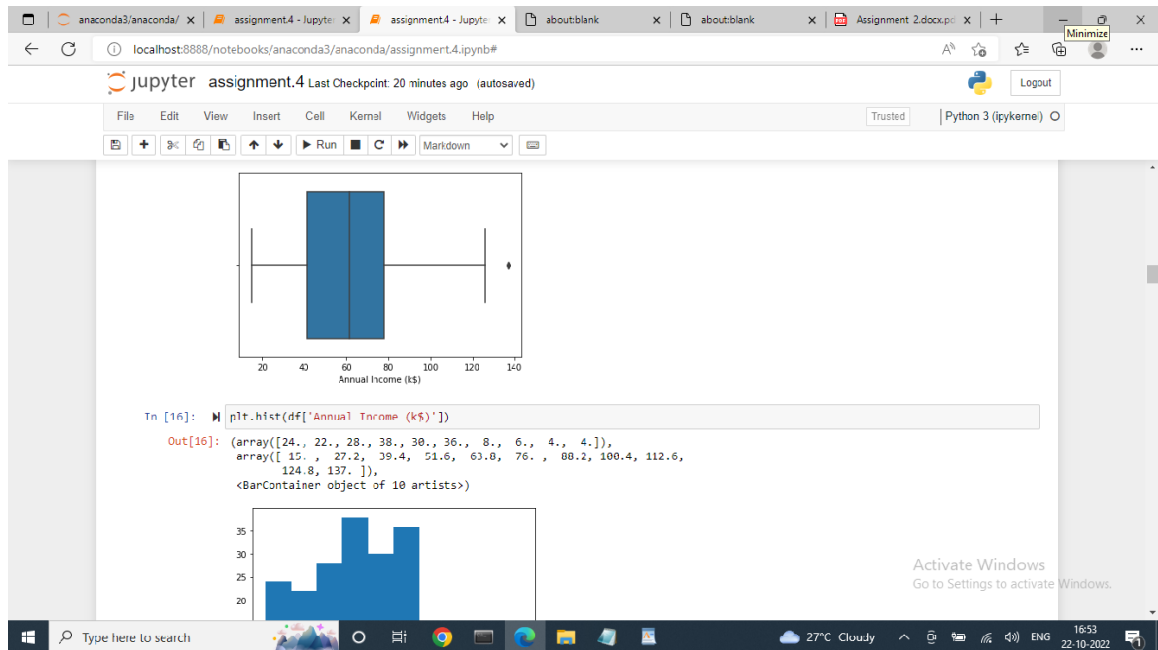 anaconda3/anaconda/
assignment.4 - Jupyte
assignment.4 - Jupyte
about:blank
about:blank
Assignment 2.docx.pd
Minimize
localhost:8888/notebooks/anaconda3/anaconda/assignment.4.ipynb#
jupyter assignment.4 Last Checkpoint: 20 minutes ago (autosaved)
Logout
File Edit View Insert Cell Kernel Widgets Help
Trusted
Python 3 (ipykernel)
Run
Markdown
20 40 60 80 100 120 140
Annual Income (k$)
In [16]: plt.hist(df['Annual Income (k$)'])
Out[16]: (array([24., 22., 28., 38., 30., 36., 8., 6., 4., 4.]),
array([ 15. , 27.2, 39.4, 51.6, 63.8, 76. , 88.2, 100.4, 112.6,
124.8, 137. ]),
<BarContainer object of 10 artists>)
35
30
25
20
Activate Windows
Go to Settings to activate Windows.
Type here to search
27°C Cloudy
ENG
16:53
22-10-2022
1